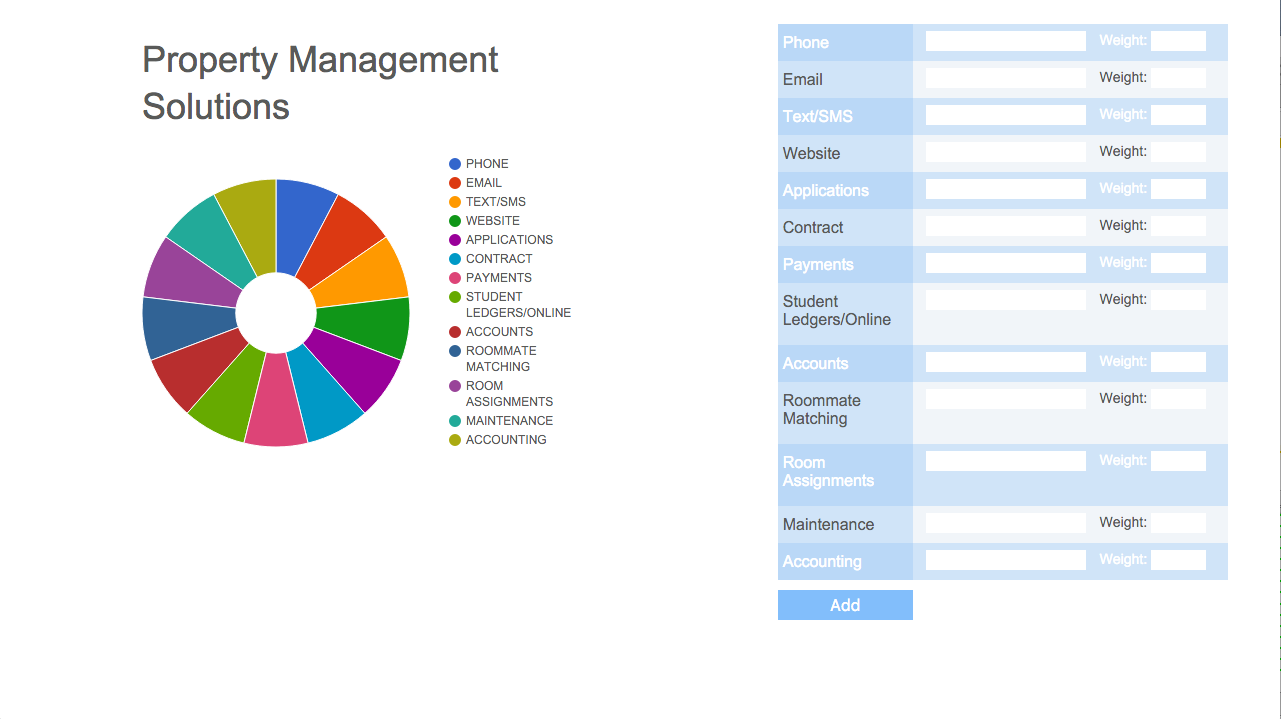 Property Management
Solutions
PHONE
EMAIL
TEXT/SMS
WEBSITE
APPLICATIONS
CONTRACT
PAYMENTS
STUDENT
LEDGERS/ONLINE
ACCOUNTS
ROOMMATE
MATCHING
ROOM
ASSIGNMENTS
MAINTENANCE
ACCOUNTING
Phone Weight:
Email Weight:
Text/SMS Weight:
Website Weight:
Applications Weight:
Contract Weight:
Payments Weight:
Student Weight:
Ledgers/Online
Accounts Weight:
Roommate Weight:
Matching
Room Weight:
Assignments
Maintenance Weight:
Accounting Weight:
Add